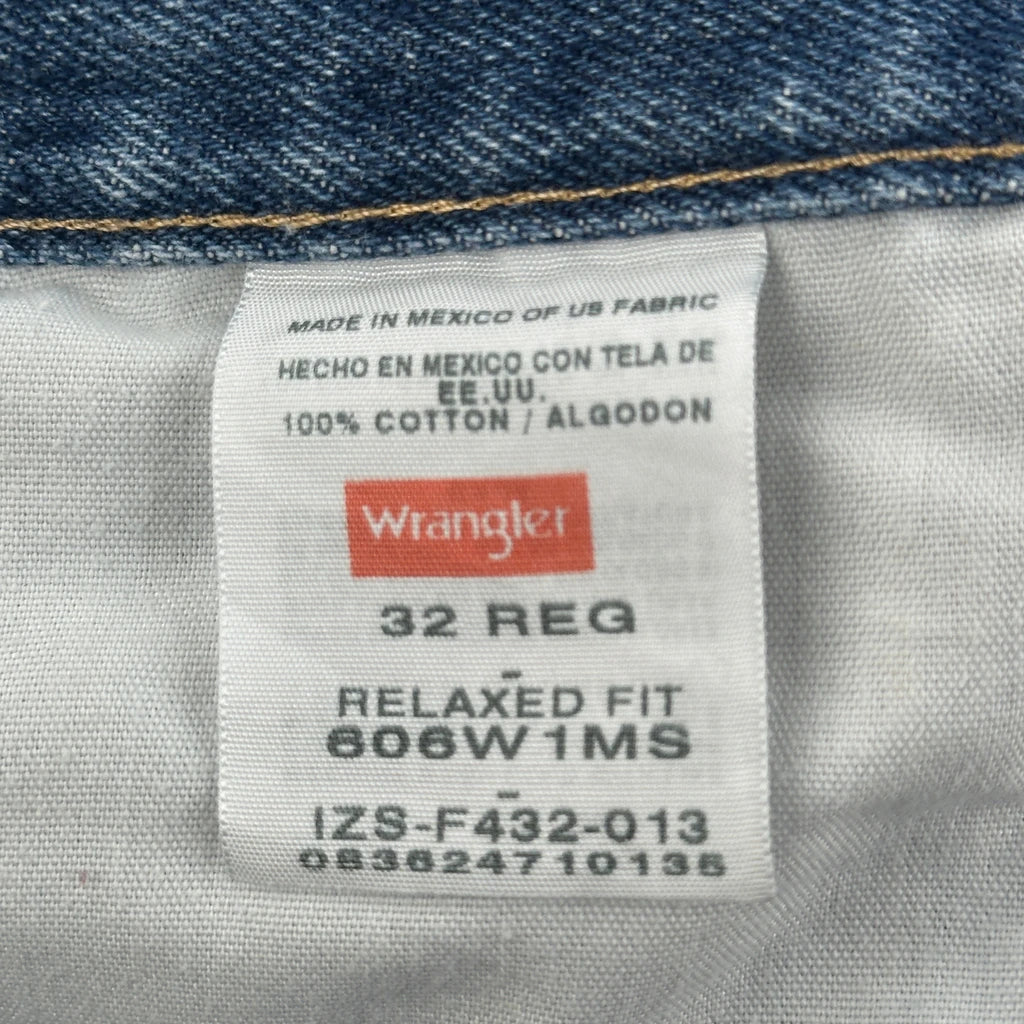 MADE IN MEXICO OF US FABRIC
HECHO EN MEXICO CON TELA DE
EE.UU.
100% COTTON / ALGODON
Wrangler
32 REG
-
RELAXED FIT
606W1MS
-
IZS-F432-013
083624710135